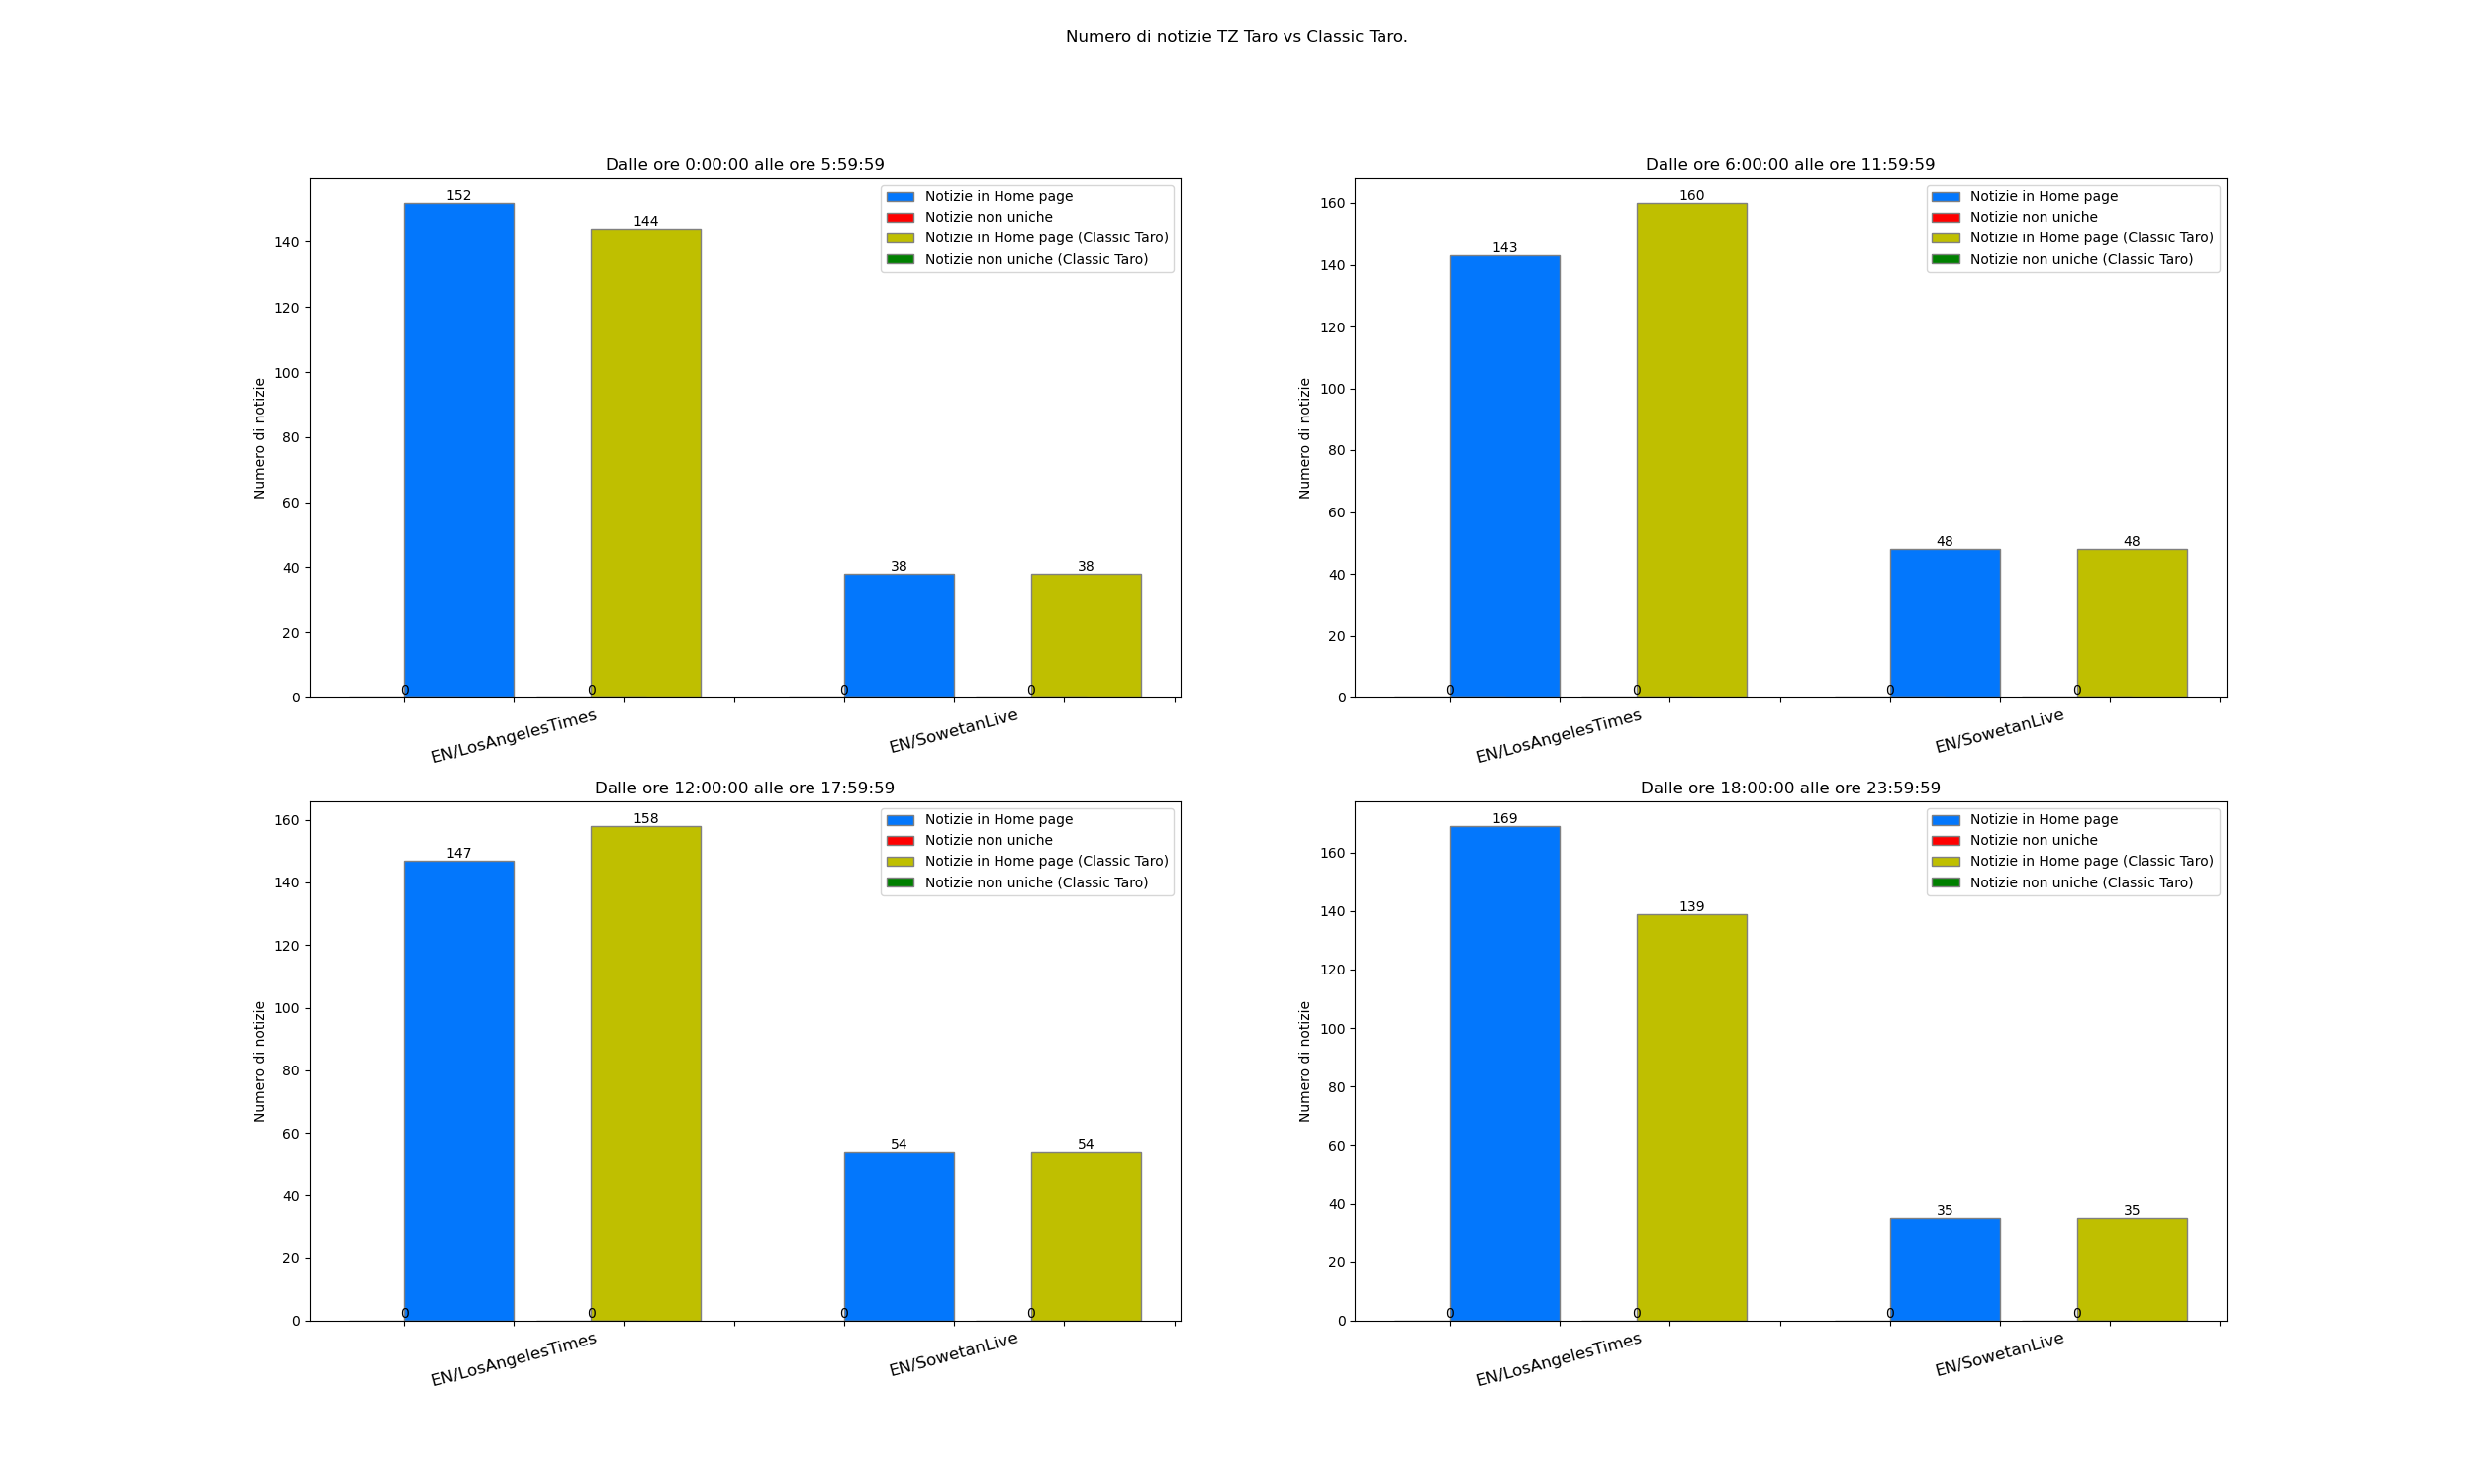 Numero di notizie TZ Taro vs Classic Taro.
Dalle ore 0:00:00 alle ore 5:59:59
Numero di notizie
140
120
100
80
60
40
20
0
152
144
38
38
0
0
0
0
Notizie in Home page
Notizie non uniche
Notizie in Home page (Classic Taro)
Notizie non uniche (Classic Taro)
EN/LosAngelesTimes
EN/SowetanLive
Dalle ore 6:00:00 alle ore 11:59:59
Numero di notizie
160
140
120
100
80
60
40
20
0
143
160
48
48
0
0
0
0
Notizie in Home page
Notizie non uniche
Notizie in Home page (Classic Taro)
Notizie non uniche (Classic Taro)
EN/LosAngelesTimes
EN/SowetanLive
Dalle ore 12:00:00 alle ore 17:59:59
Numero di notizie
160
140
120
100
80
60
40
20
0
147
158
54
54
0
0
0
0
Notizie in Home page
Notizie non uniche
Notizie in Home page (Classic Taro)
Notizie non uniche (Classic Taro)
EN/LosAngelesTimes
EN/SowetanLive
Dalle ore 18:00:00 alle ore 23:59:59
Numero di notizie
160
140
120
100
80
60
40
20
0
169
139
35
35
0
0
0
0
Notizie in Home page
Notizie non uniche
Notizie in Home page (Classic Taro)
Notizie non uniche (Classic Taro)
EN/LosAngelesTimes
EN/SowetanLive